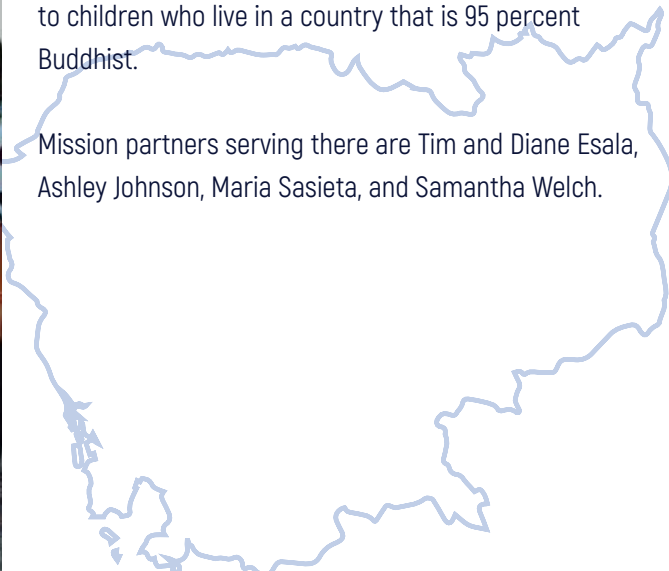 to children who live in a country that is 95 percent
Buddhist.
Mission partners serving there are Tim and Diane Esala,
Ashley Johnson, Maria Sasieta, and Samantha Welch.